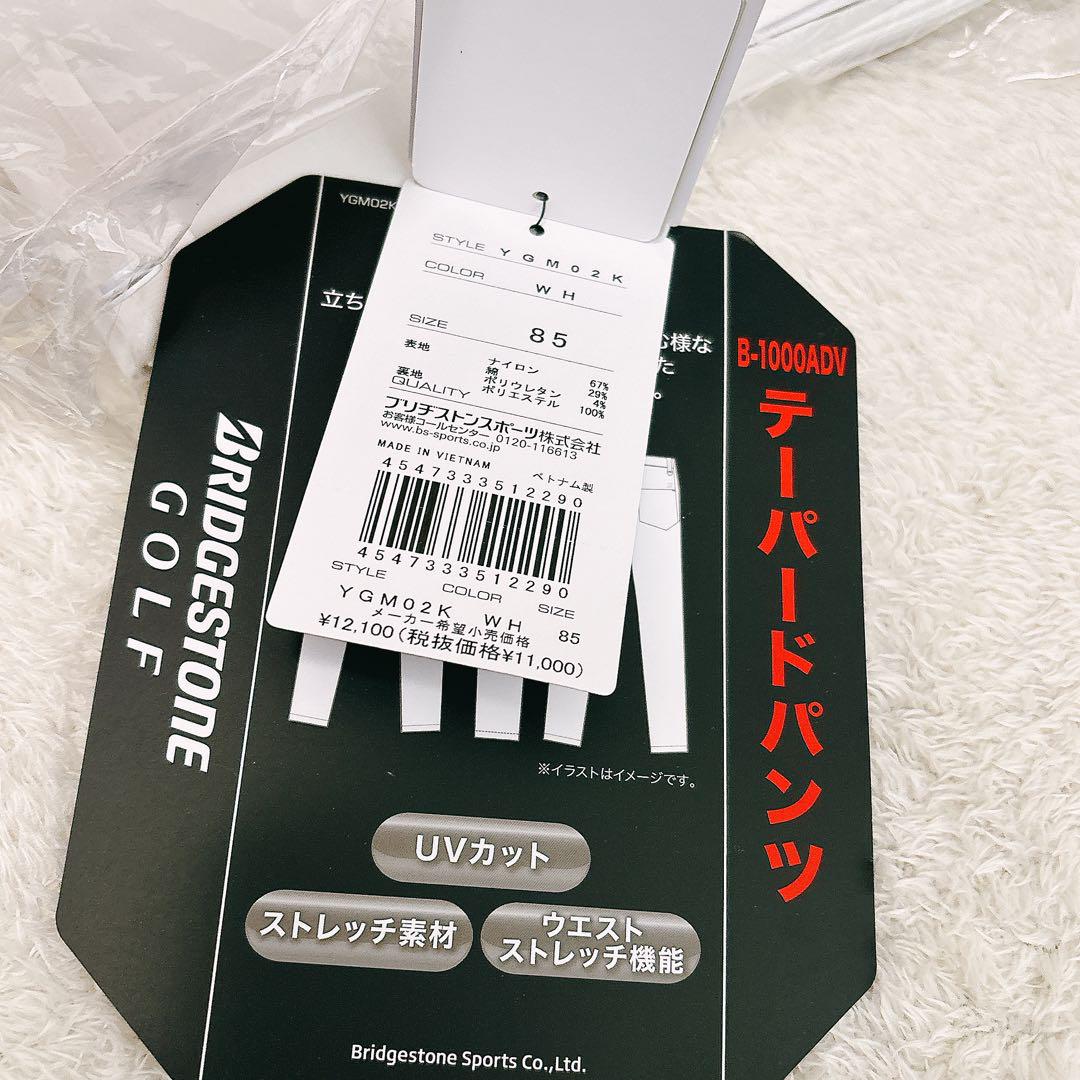 YGM02K
立ち
む様な
た
。
STYLE YGM02K
COLOR WH
SIZE 85
表地 ナイロン 67%
綿 29%
ポリウレタン 4%
裏地 ポリエステル 100%
QUALITY
ブリヂストンスポーツ株式会社
お客様コールセンター 0120-116613
www.bs-sports.co.jp
MADE IN VIETNAM ベトナム製
4547333512290
4547333512290
STYLE COLOR SIZE
YGM02K WH 85
メーカー希望小売価格
¥12,100(税抜価格¥11,000)
BRIDGESTONE
GOLF
B-1000ADV
テーパードパンツ
※イラストはイメージです。
UVカット
ストレッチ素材
ウエスト
ストレッチ機能
Bridgestone Sports Co.,Ltd.